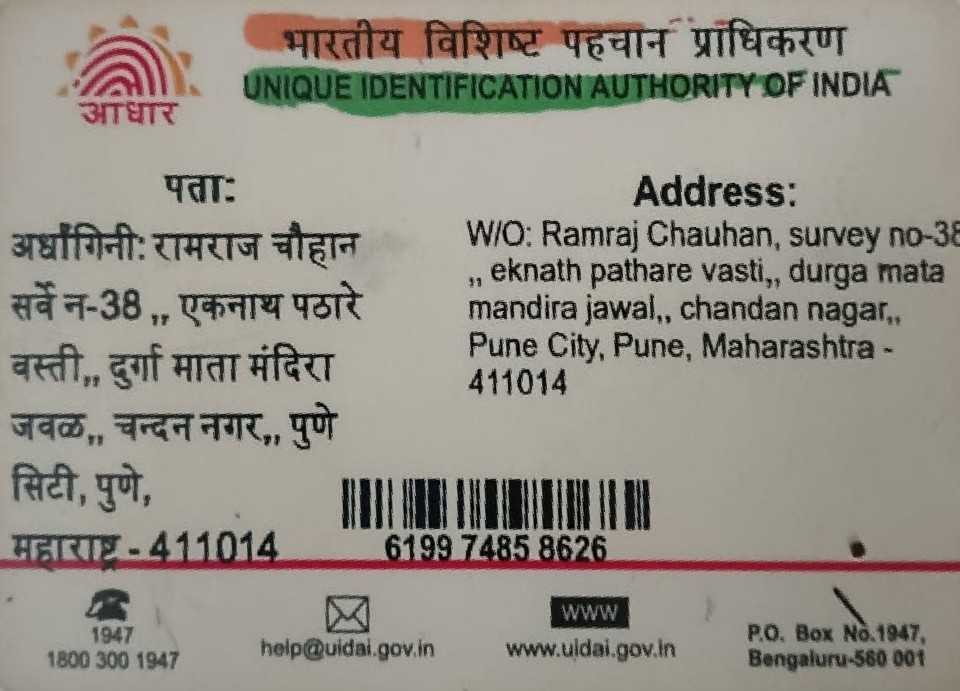 भारतीय विशिष्ट पहचान प्राधिकरण
UNIQUE IDENTIFICATION AUTHORITY OF INDIA
आधार
पता:
अर्धांगिनी: रामराज चौहान
सर्वे न-38 ,, एकनाथ पठारे
वस्ती,, दुर्गा माता मंदिरा
जवळ,, चन्दन नगर,, पुणे
सिटी, पुणे,
महाराष्ट्र - 411014
Address:
W/O: Ramraj Chauhan, survey no-38
,, eknath pathare vasti,, durga mata
mandira jawal,, chandan nagar,,
Pune City, Pune, Maharashtra -
411014
6199 7485 8626
1947
1800 300 1947
help@uidai.gov.in
WWW
www.uidai.gov.in
P.O. Box No.1947,
Bengaluru-560 001